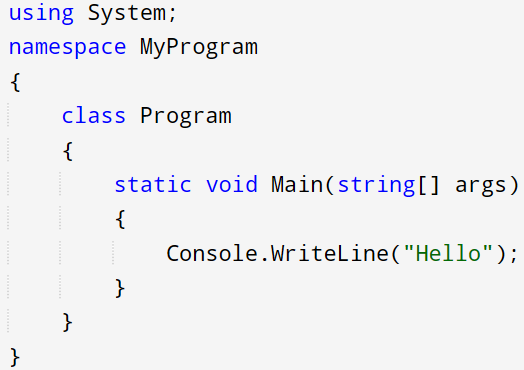 using System;
namespace MyProgram
{
    class Program
    {
        static void Main(string[] args)
        {
            Console.WriteLine("Hello");
        }
    }
}